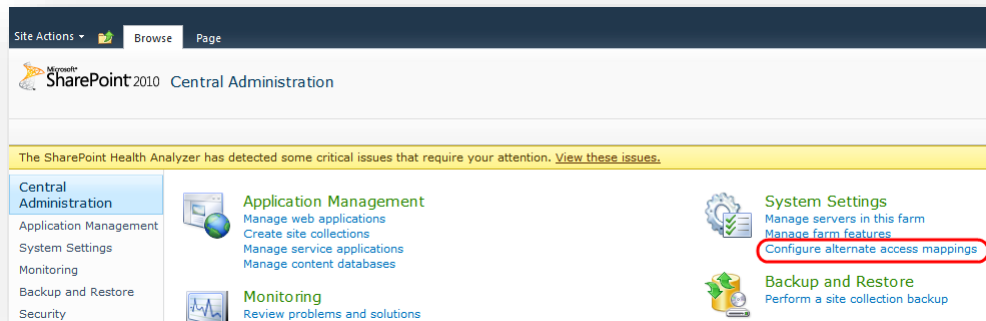 Site Actions
Browse
Page
Microsoft
SharePoint 2010 Central Administration
The SharePoint Health Analyzer has detected some critical issues that require your attention. View these issues.
Central
Administration
Application Management
System Settings
Monitoring
Backup and Restore
Security
Application Management
Manage web applications
Create site collections
Manage service applications
Manage content databases
Monitoring
Review problems and solutions
System Settings
Manage servers in this farm
Manage farm features
Configure alternate access mappings
Backup and Restore
Perform a site collection backup